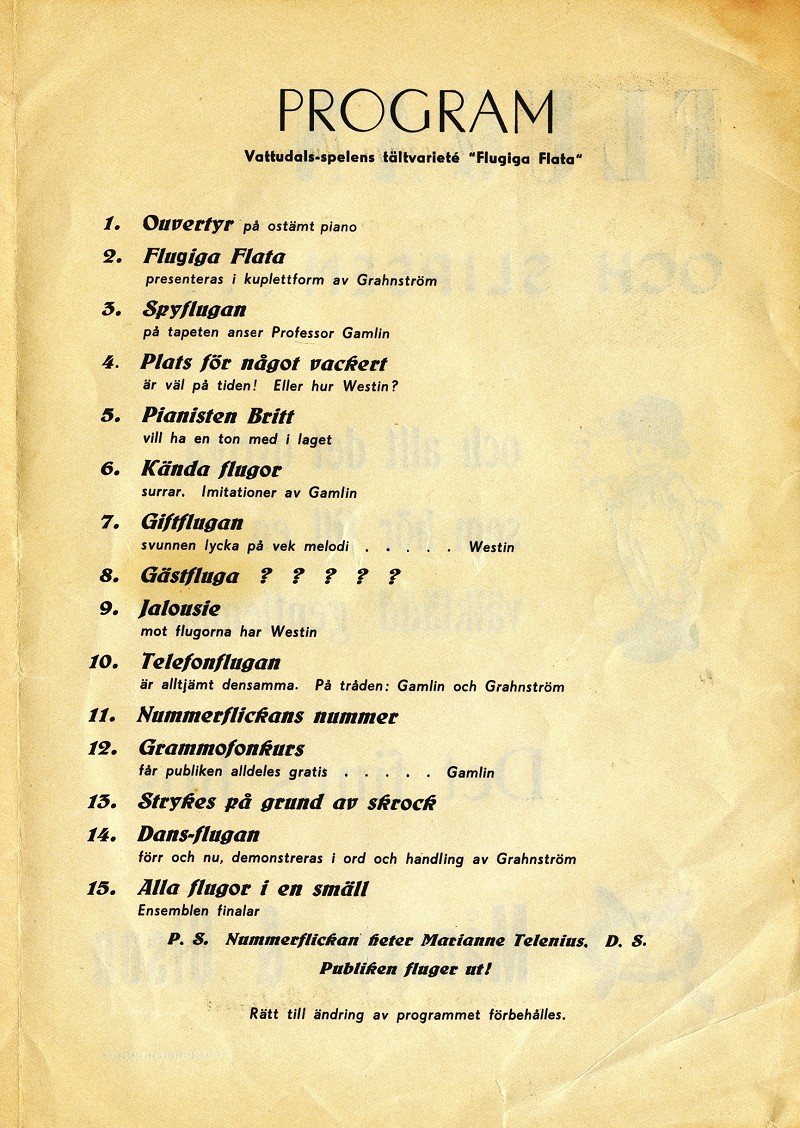 PROGRAM
Vattudals-spelens tältvarieté "Flugiga Flata"
1. Ouvertyr på ostämt piano
2. Flugiga Flata
presenteras i kuplettform av Grahnström
3. Spyflugan
på tapeten anser Professor Gamlin
4. Plats för något vackert
är väl på tiden! Eller hur Westin?
5. Pianisten Britt
vill ha en ton med i laget
6. Kända flugor
surrar. Imitationer av Gamlin
7. Giftflugan
svunnen lycka på vek melodi . . . . . Westin
8. Gästfluga ? ? ? ? ?
9. Jalousie
mot flugorna har Westin
10. Telefonflugan
är alltjämt densamma. På tråden: Gamlin och Grahnström
11. Nummerflickans nummer
12. Grammofonkurs
får publiken alldeles gratis . . . . . Gamlin
13. Strykes på grund av skrock
14. Dans-flugan
förr och nu, demonstreras i ord och handling av Grahnström
15. Alla flugor i en smäll
Ensemblen finalar
P. S. Nummerflickan heter Marianne Telenius. D. S.
Publiken fluger ut!
Rätt till ändring av programmet förbehålles.